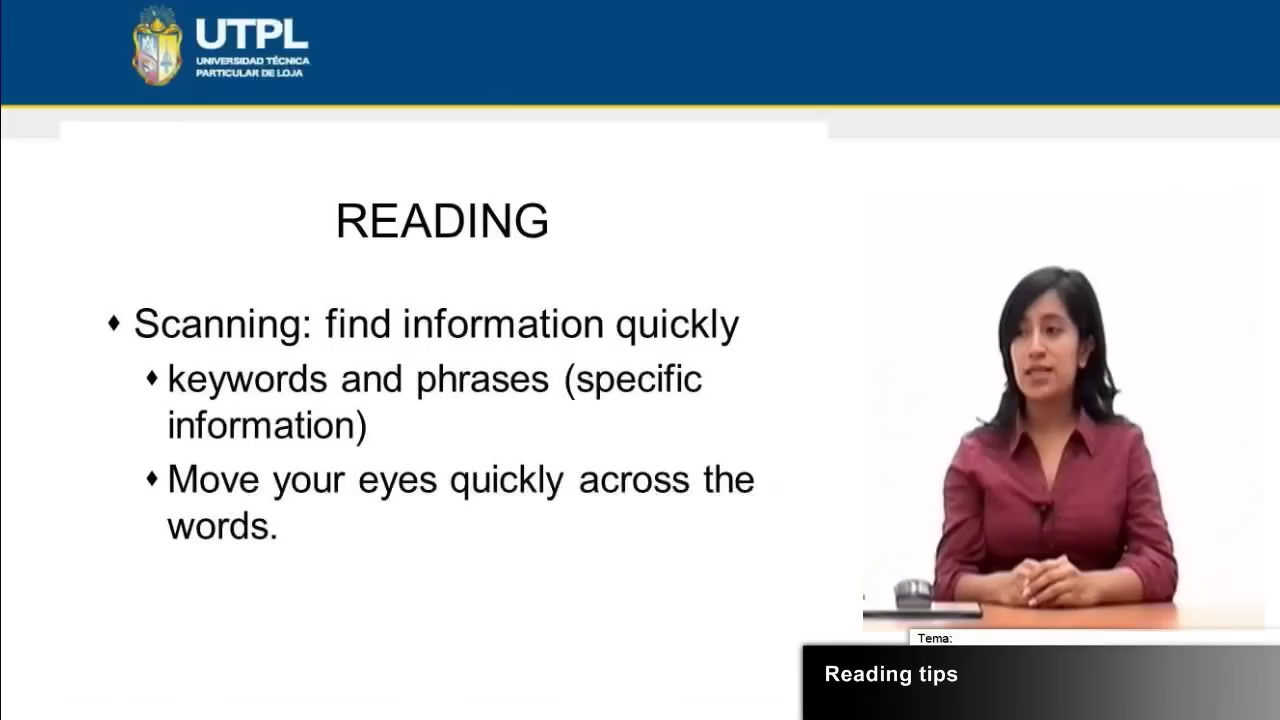 UTPL
UNIVERSIDAD TÉCNICA
PARTICULAR DE LOJA
READING
Scanning: find information quickly
keywords and phrases (specific
information)
Move your eyes quickly across the
words.
Tema:
Reading tips